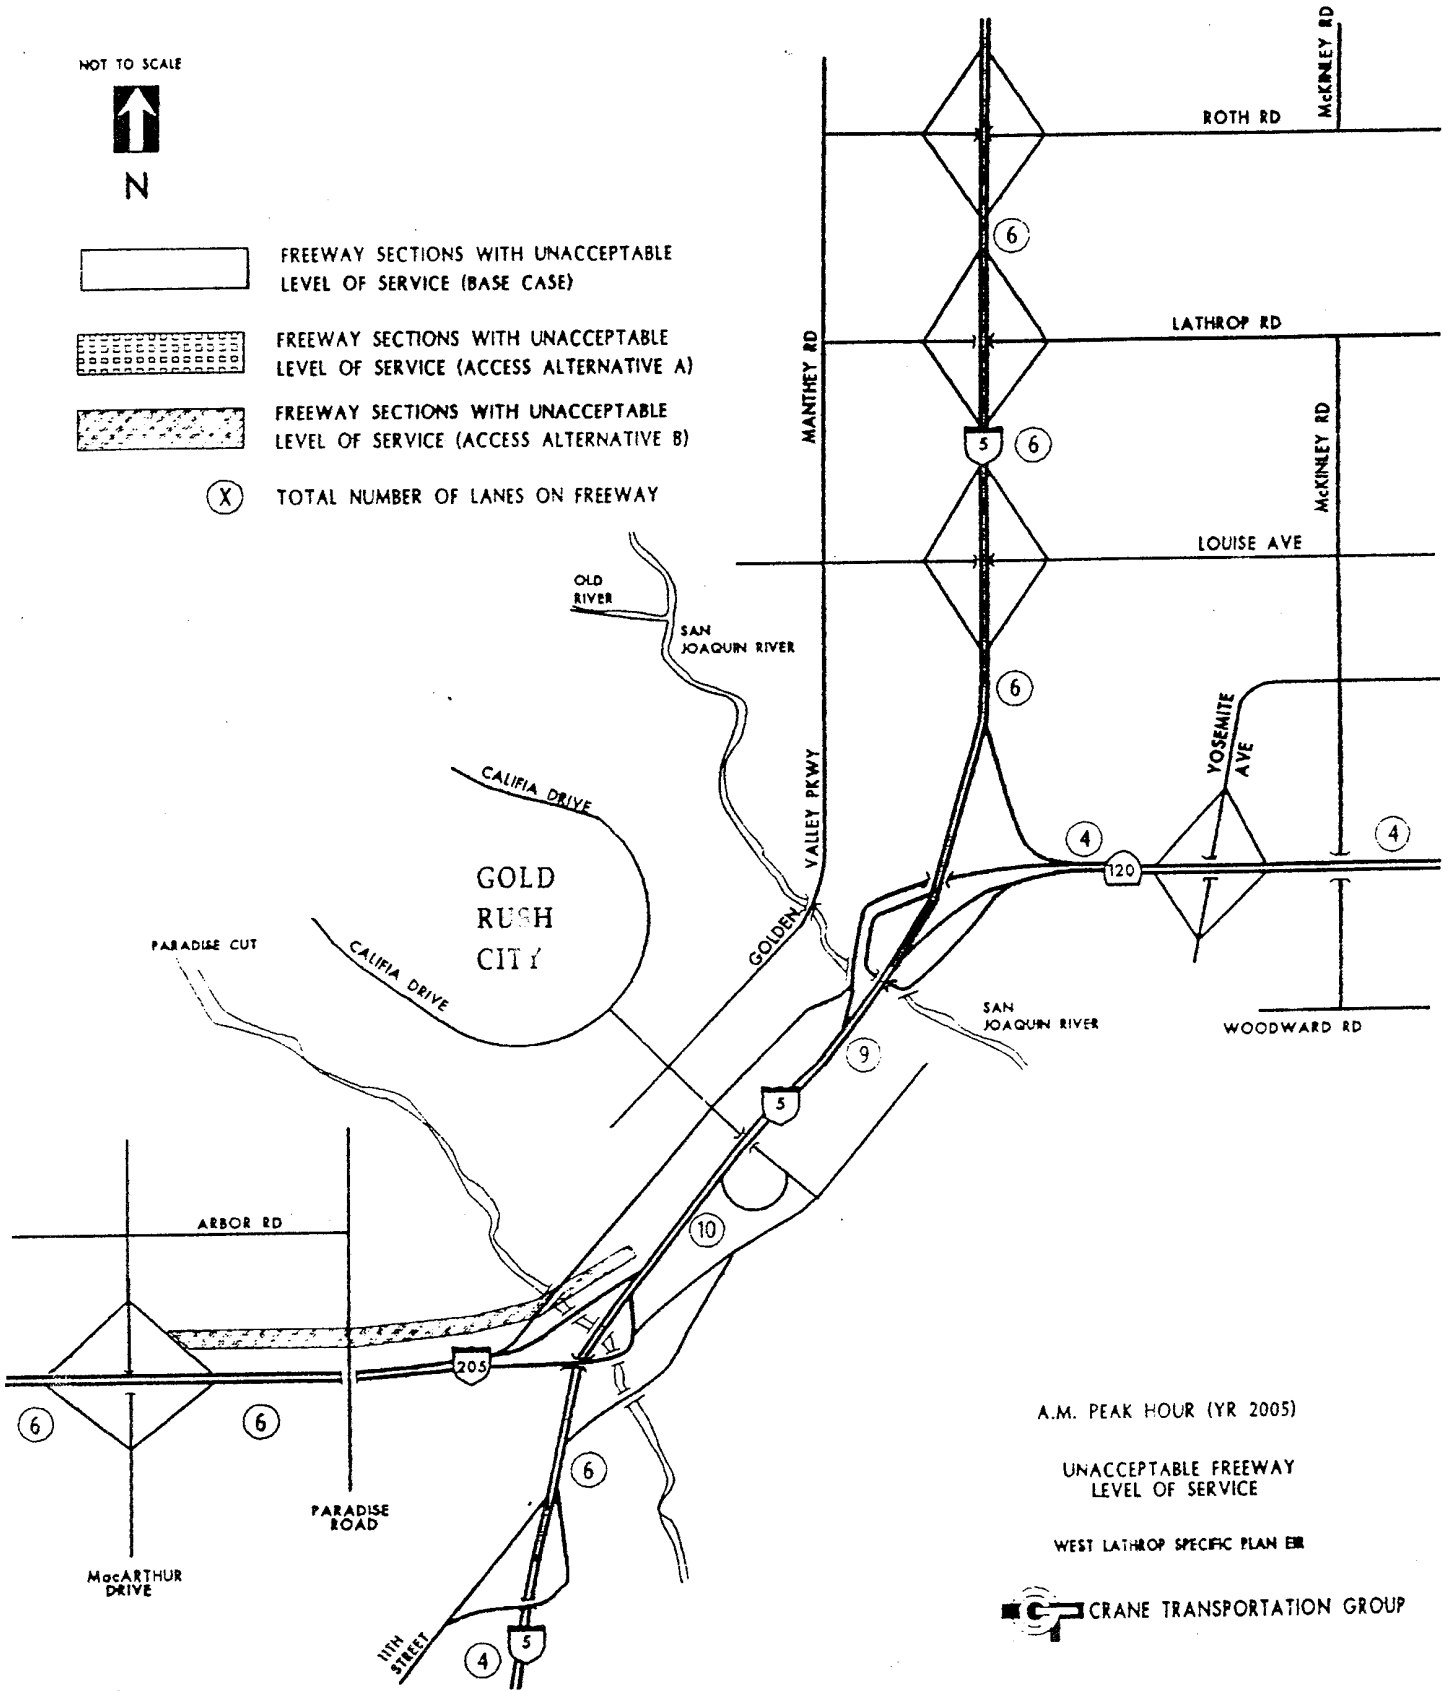 NOT TO SCALE
N
FREEWAY SECTIONS WITH UNACCEPTABLE
LEVEL OF SERVICE (BASE CASE)
FREEWAY SECTIONS WITH UNACCEPTABLE
LEVEL OF SERVICE (ACCESS ALTERNATIVE A)
FREEWAY SECTIONS WITH UNACCEPTABLE
LEVEL OF SERVICE (ACCESS ALTERNATIVE B)
X
TOTAL NUMBER OF LANES ON FREEWAY
McKINLEY RD
ROTH RD
6
LATHROP RD
MANTHEY RD
5
6
McKINLEY RD
LOUISE AVE
OLD
RIVER
SAN
JOAQUIN RIVER
6
YOSEMITE
AVE
CALIFIA DRIVE
VALLEY PKWY
4
120
4
GOLD
RUSH
CITY
GOLDEN
PARADISE CUT
CALIFIA DRIVE
SAN
JOAQUIN RIVER
WOODWARD RD
9
5
10
ARBOR RD
205
6
6
6
PARADISE
ROAD
MacARTHUR
DRIVE
11TH
STREET
5
4
A.M. PEAK HOUR (YR 2005)
UNACCEPTABLE FREEWAY
LEVEL OF SERVICE
WEST LATHROP SPECIFIC PLAN EIR
CRANE TRANSPORTATION GROUP